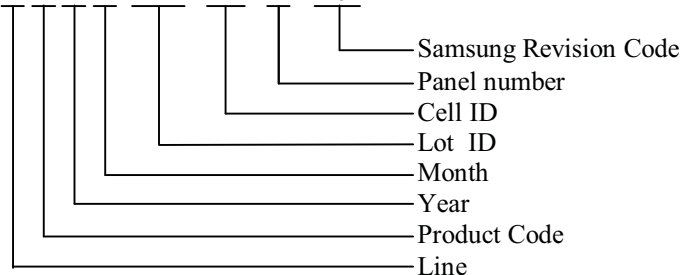 Samsung Revision Code
Panel number
Cell ID
Lot ID
Month
Year
Product Code
Line